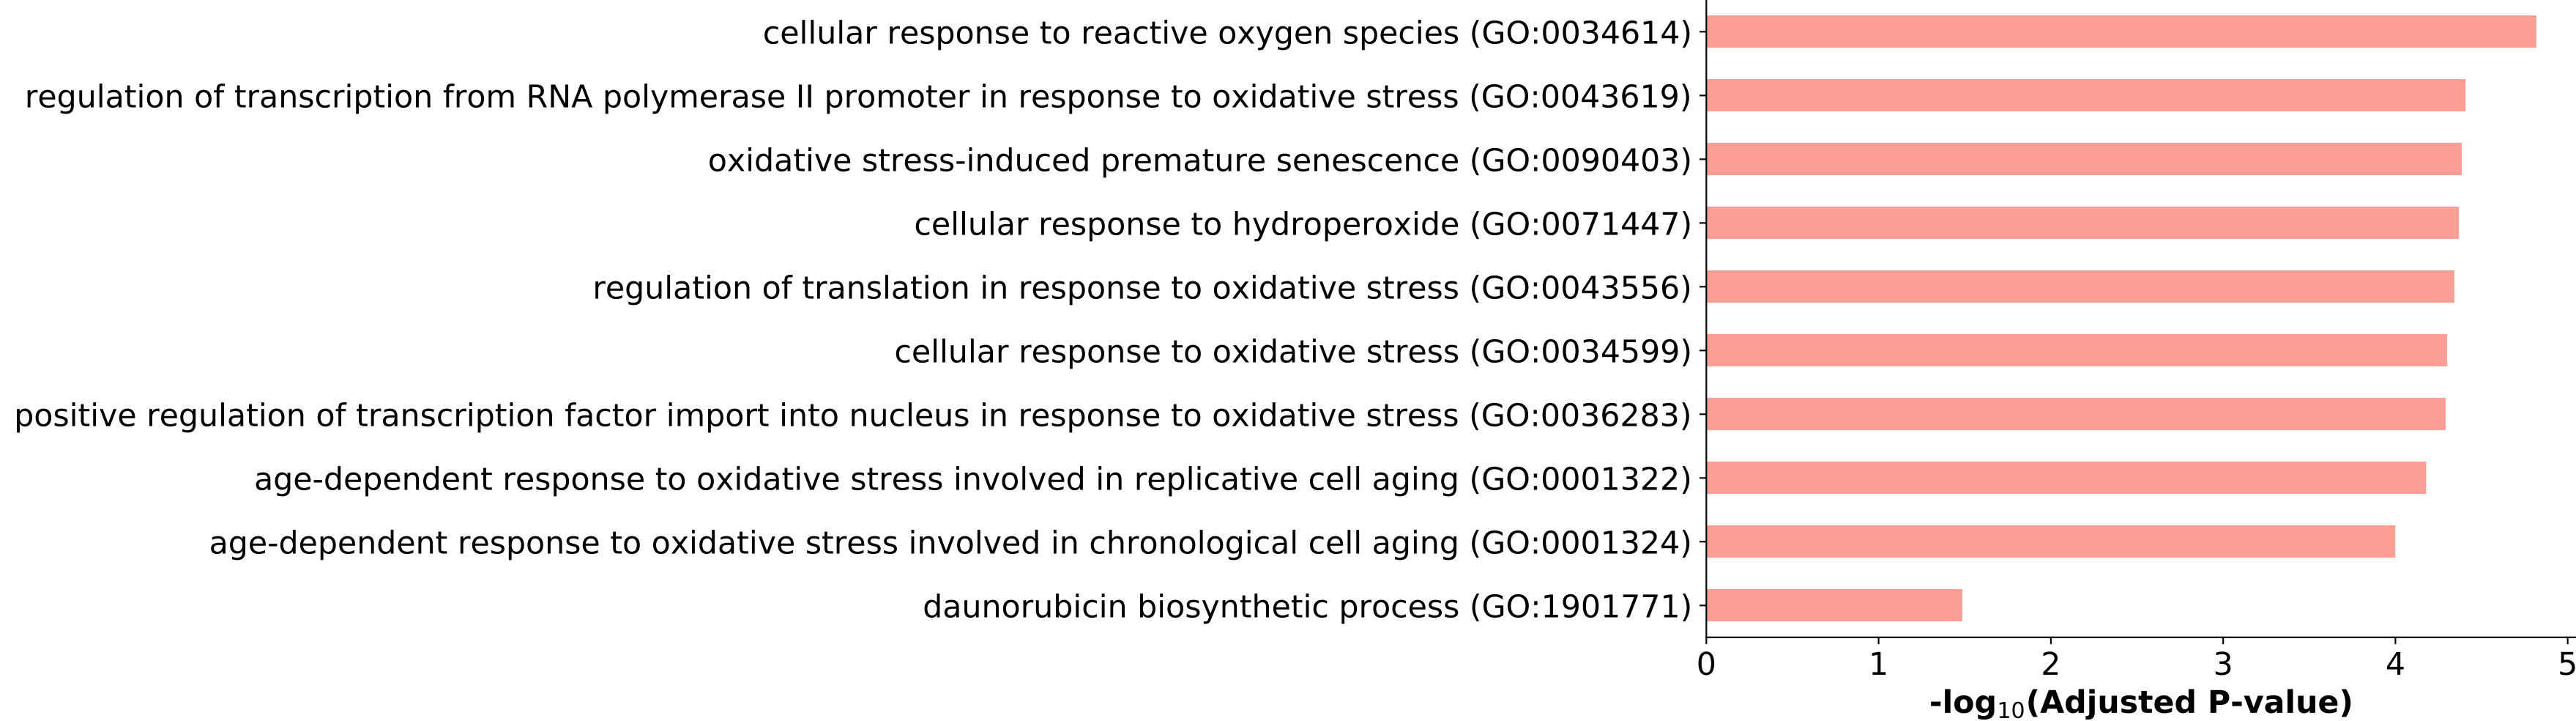 cellular response to reactive oxygen species (GO:0034614)
regulation of transcription from RNA polymerase II promoter in response to oxidative stress (GO:0043619)
oxidative stress-induced premature senescence (GO:0090403)
cellular response to hydroperoxide (GO:0071447)
regulation of translation in response to oxidative stress (GO:0043556)
cellular response to oxidative stress (GO:0034599)
positive regulation of transcription factor import into nucleus in response to oxidative stress (GO:0036283)
age-dependent response to oxidative stress involved in replicative cell aging (GO:0001322)
age-dependent response to oxidative stress involved in chronological cell aging (GO:0001324)
daunorubicin biosynthetic process (GO:1901771)
0 1 2 3 4 5
-log₁₀(Adjusted P-value)